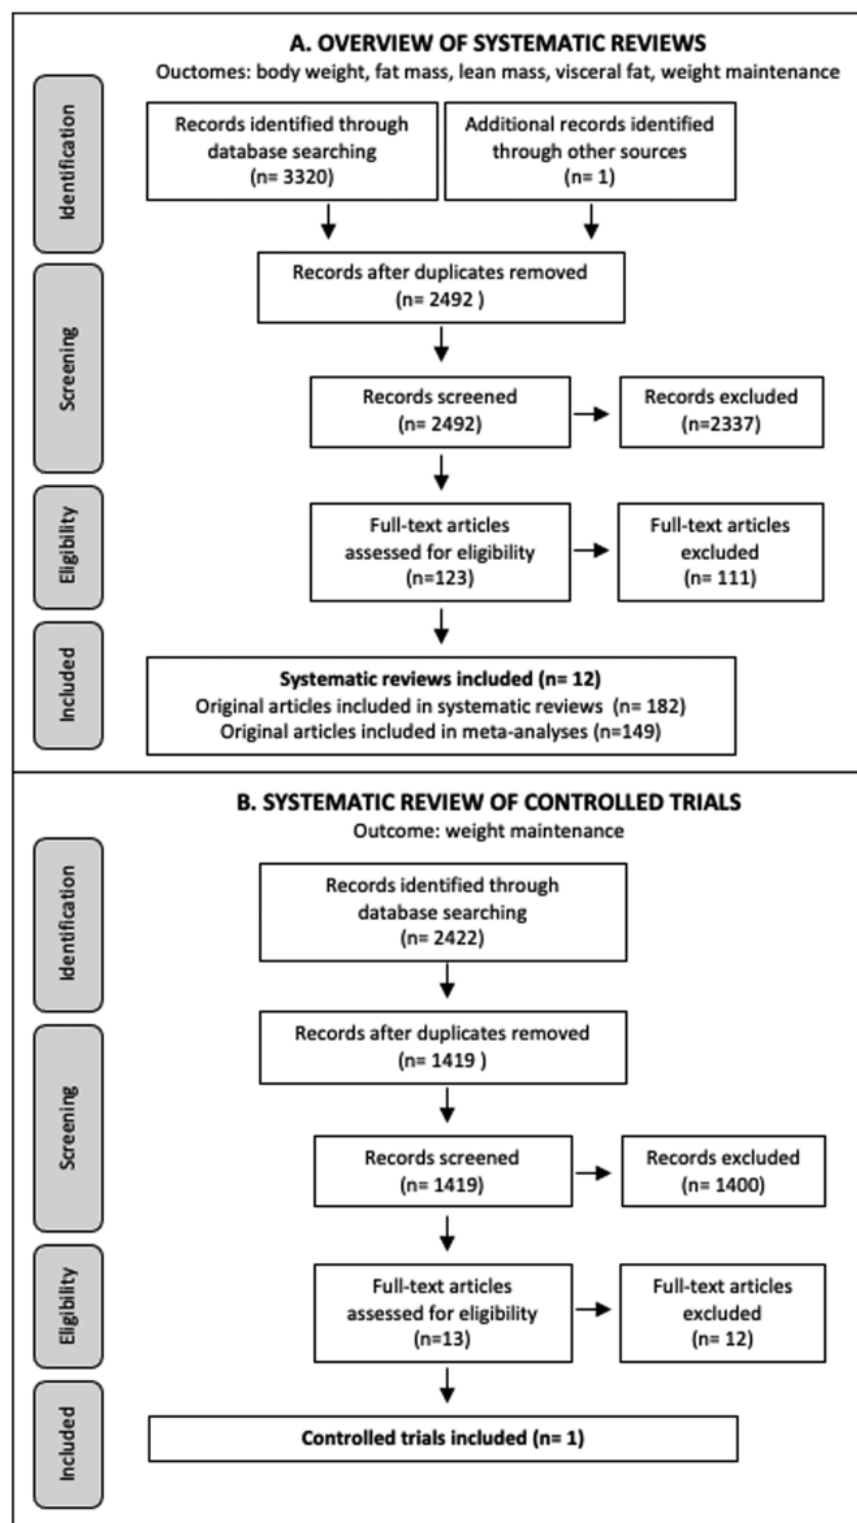 A. OVERVIEW OF SYSTEMATIC REVIEWS
Ouctomes: body weight, fat mass, lean mass, visceral fat, weight maintenance
Identification
Records identified through
database searching
(n= 3320)
Additional records identified
through other sources
(n= 1)
Screening
Records after duplicates removed
(n= 2492 )
Records screened
(n= 2492)
Records excluded
(n=2337)
Eligibility
Full-text articles
assessed for eligibility
(n=123)
Full-text articles
excluded
(n= 111)
Included
Systematic reviews included (n= 12)
Original articles included in systematic reviews (n= 182)
Original articles included in meta-analyses (n=149)
B. SYSTEMATIC REVIEW OF CONTROLLED TRIALS
Outcome: weight maintenance
Identification
Records identified through
database searching
(n= 2422)
Screening
Records after duplicates removed
(n= 1419 )
Records screened
(n= 1419)
Records excluded
(n= 1400)
Eligibility
Full-text articles
assessed for eligibility
(n=13)
Full-text articles
excluded
(n= 12)
Included
Controlled trials included (n= 1)